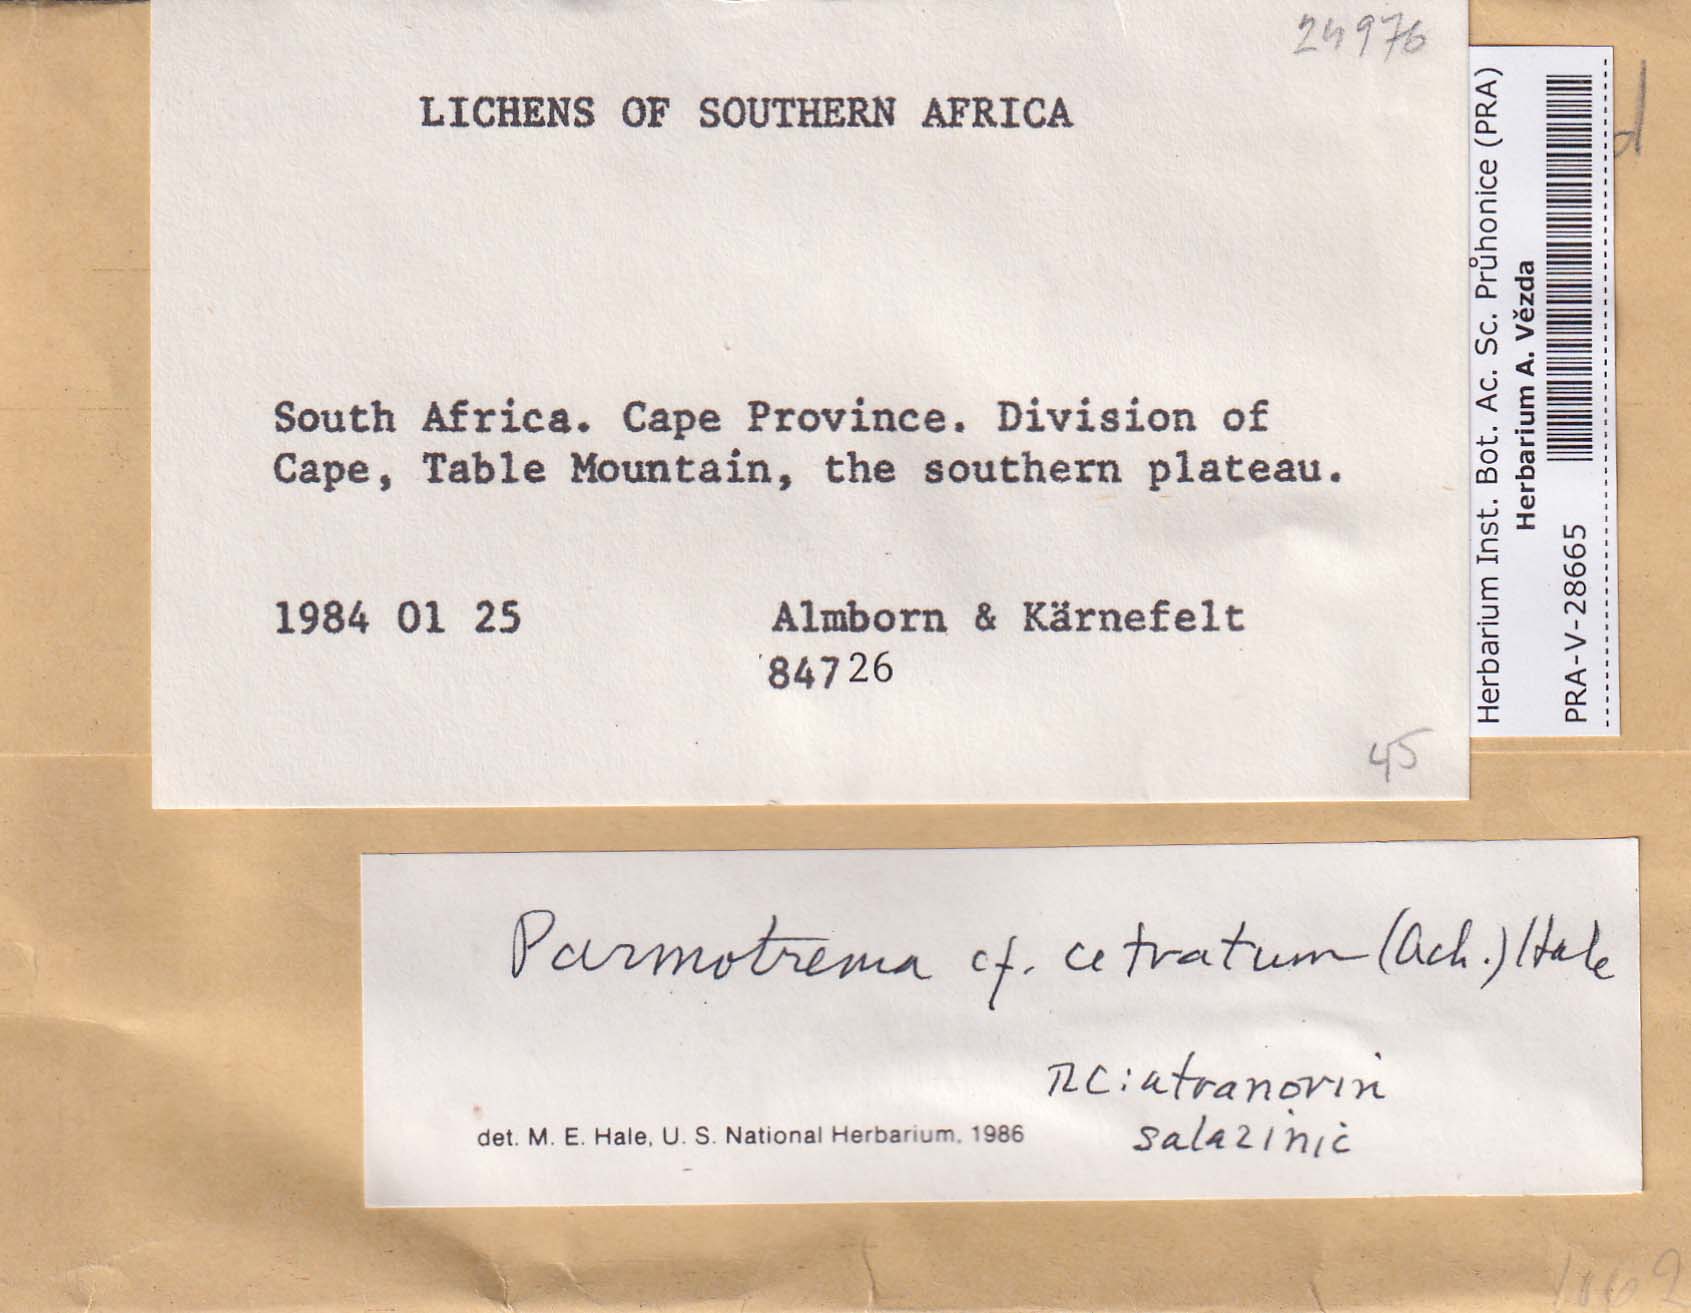 24976
LICHENS OF SOUTHERN AFRICA
South Africa. Cape Province. Division of
Cape, Table Mountain, the southern plateau.
1984 01 25 Almborn & Kärnefelt
84726
45
Herbarium Inst. Bot. Ac. Sc. Průhonice (PRA)
Herbarium A. Vězda
PRA-V-28665
d
Parmotrema cf. cetratum (Ach.) Hale
TLC: atranorin
salazinic
det. M. E. Hale, U. S. National Herbarium, 1986